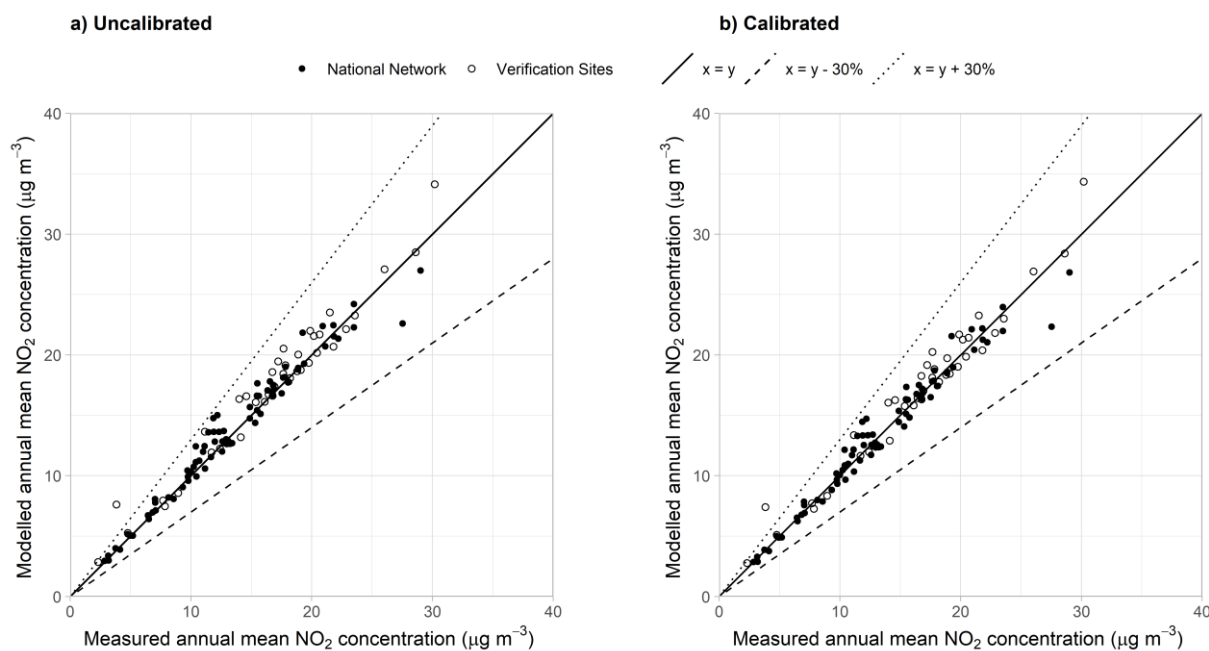 a) Uncalibrated
b) Calibrated
National Network
Verification Sites
x = y
x = y - 30%
x = y + 30%
Modelled annual mean NO₂ concentration (μg m⁻³)
40
30
20
10
0
0 10 20 30 40
Measured annual mean NO₂ concentration (μg m⁻³)
Modelled annual mean NO₂ concentration (μg m⁻³)
40
30
20
10
0
0 10 20 30 40
Measured annual mean NO₂ concentration (μg m⁻³)